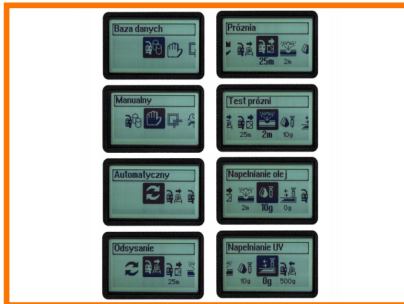 Baza danych
Próżnia
25m 2m
Manualny
Test próżni
25m 2m 10g
Automatyczny
Napełnianie olej
2m 10g 0g
Odsysanie
25m
Napełnianie UV
10g 0g 500g